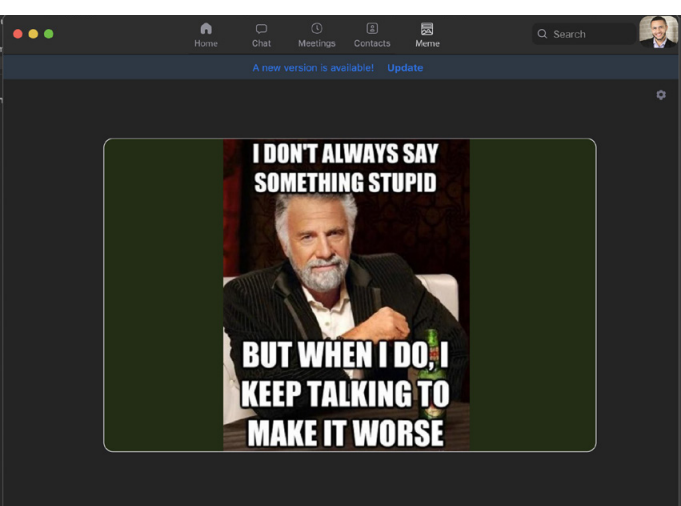 Home Chat Meetings Contacts Meme Search
A new version is available! Update
I DON'T ALWAYS SAY
SOMETHING STUPID
BUT WHEN I DO, I
KEEP TALKING TO
MAKE IT WORSE